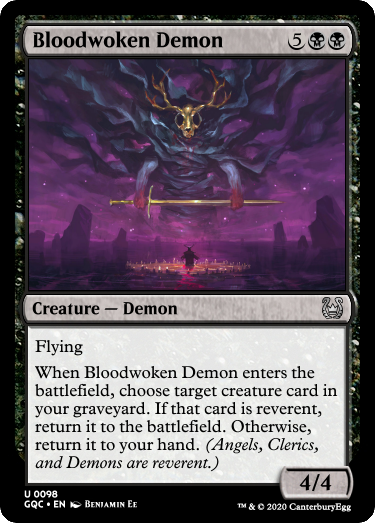 Bloodwoken Demon 5
Creature — Demon
Flying
When Bloodwoken Demon enters the
battlefield, choose target creature card in
your graveyard. If that card is reverent,
return it to the battlefield. Otherwise,
return it to your hand. (Angels, Clerics,
and Demons are reverent.)
4/4
U 0098
GQC • EN Benjamin Ee
™ & © 2020 CanterburyEgg